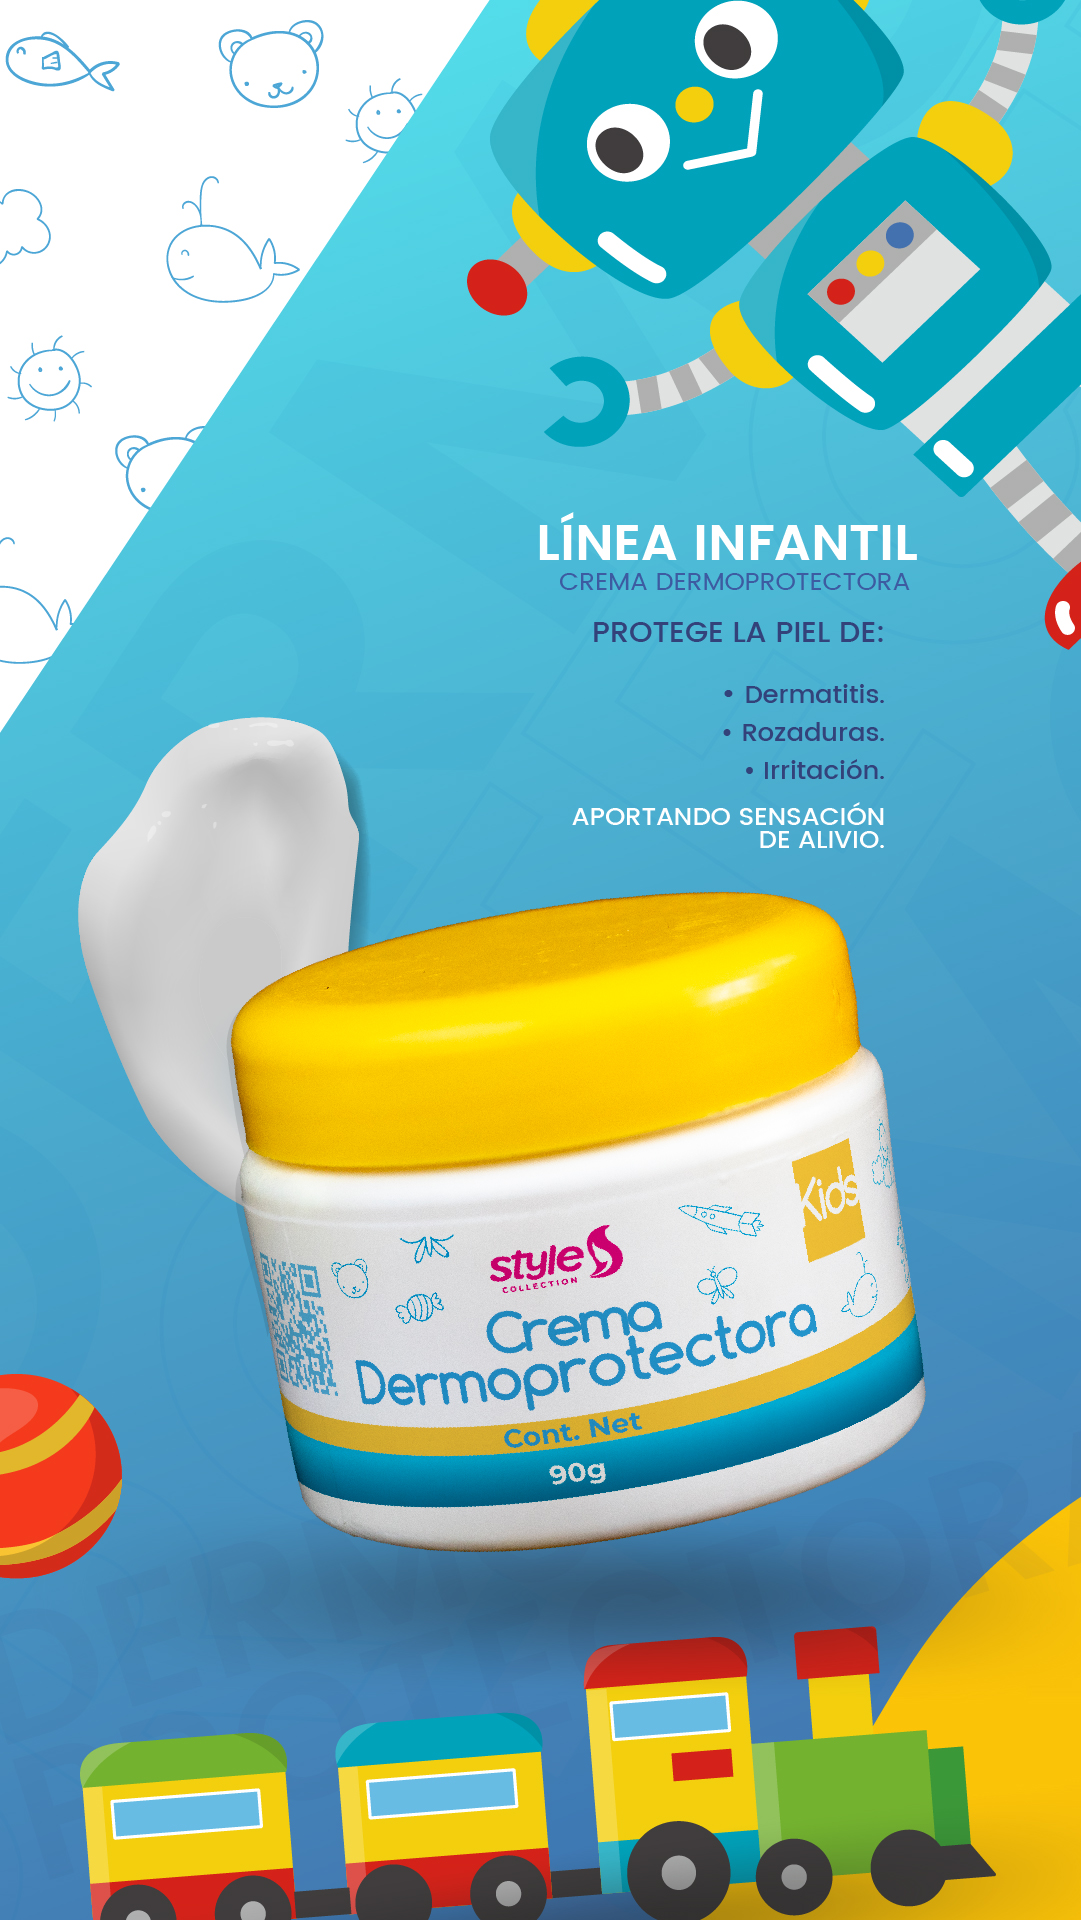 LÍNEA INFANTIL
CREMA DERMOPROTECTORA
PROTEGE LA PIEL DE:
• Dermatitis.
• Rozaduras.
• Irritación.
APORTANDO SENSACIÓN
DE ALIVIO.
Kids
style
COLLECTION
Crema
Dermoprotectora
Cont. Net
90g